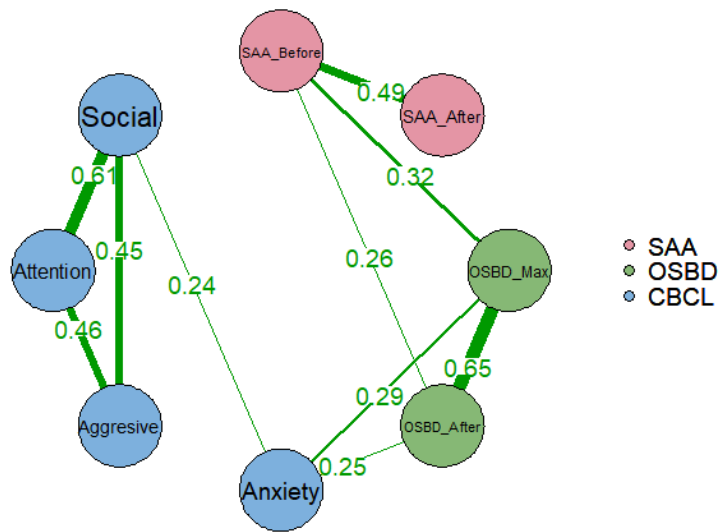 SAA_Before
0.49
SAA_After
Social
0.61
0.32
0.45
Attention
0.24
0.26
OSBD_Max
SAA
OSBD
CBCL
0.46
0.65
0.29
Aggresive
OSBD_After
0.25
Anxiety